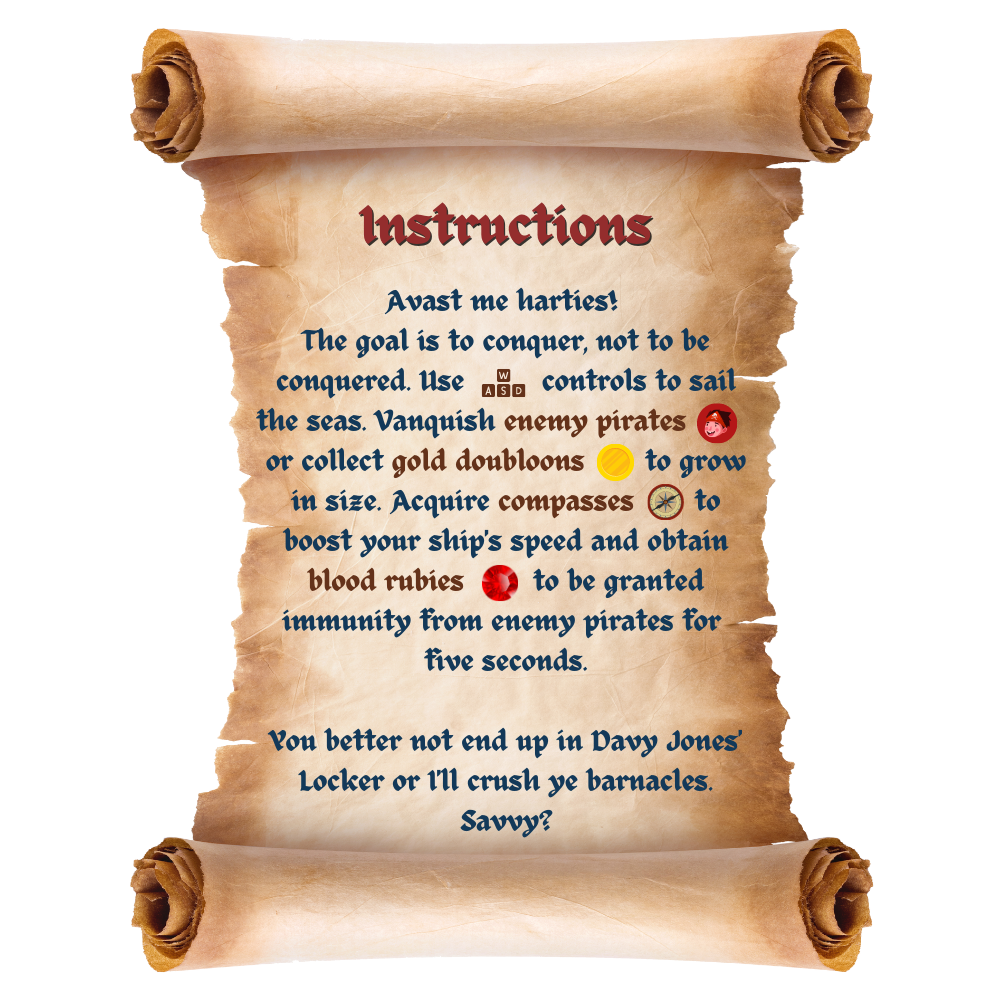 Instructions
Avast me harties!
The goal is to conquer, not to be
conquered. Use W A S D controls to sail
the seas. Vanquish enemy pirates
or collect gold doubloons to grow
in size. Acquire compasses to
boost your ship's speed and obtain
blood rubies to be granted
immunity from enemy pirates for
five seconds.
You better not end up in Davy Jones'
Locker or I'll crush ye barnacles.
Savvy?